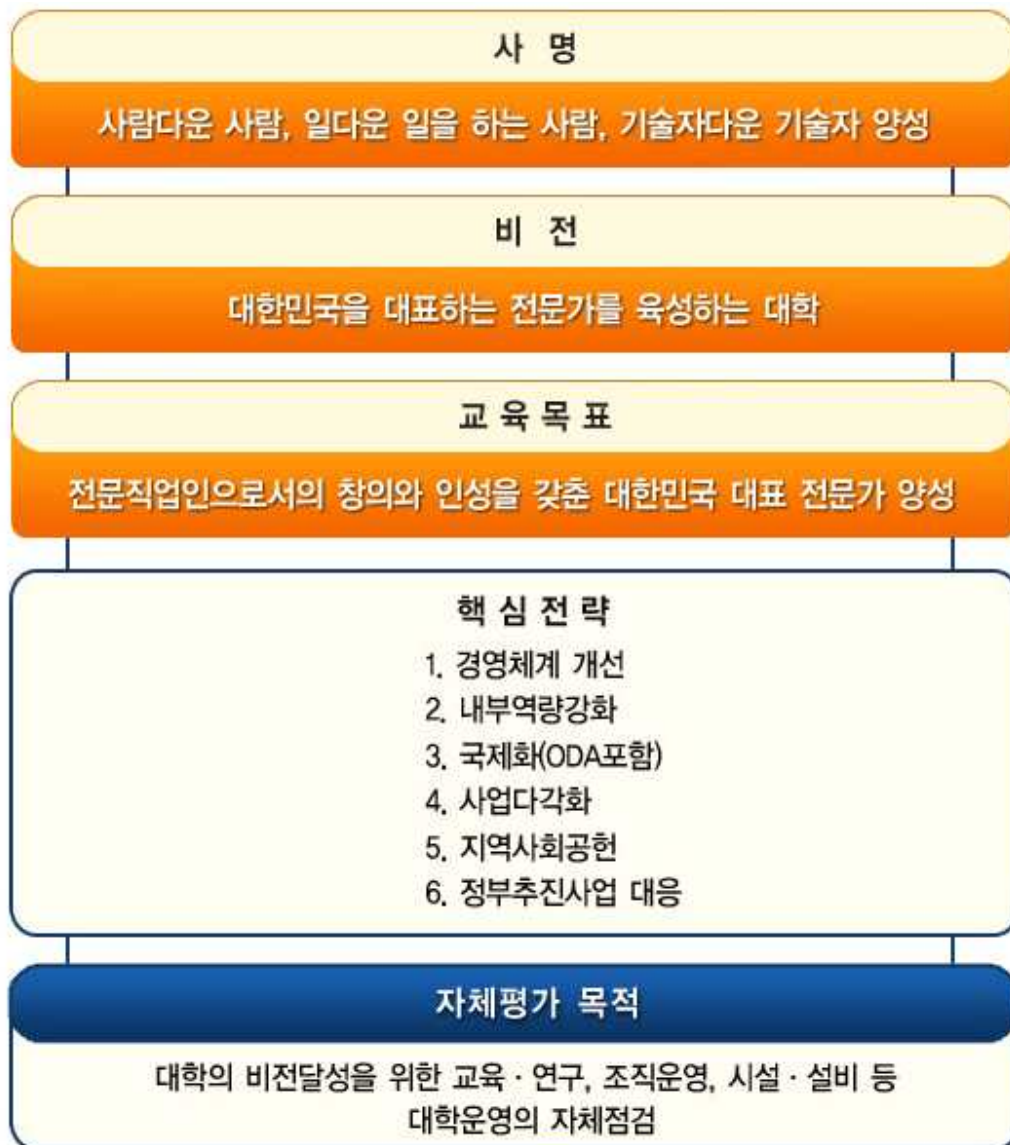 사 명
사람다운 사람, 일다운 일을 하는 사람, 기술자다운 기술자 양성
비 전
대한민국을 대표하는 전문가를 육성하는 대학
교 육 목 표
전문직업인으로서의 창의와 인성을 갖춘 대한민국 대표 전문가 양성
핵 심 전 략
1. 경영체계 개선
2. 내부역량강화
3. 국제화(ODA포함)
4. 사업다각화
5. 지역사회공헌
6. 정부추진사업 대응
자체평가 목적
대학의 비전달성을 위한 교육 · 연구, 조직운영, 시설 · 설비 등
대학운영의 자체점검